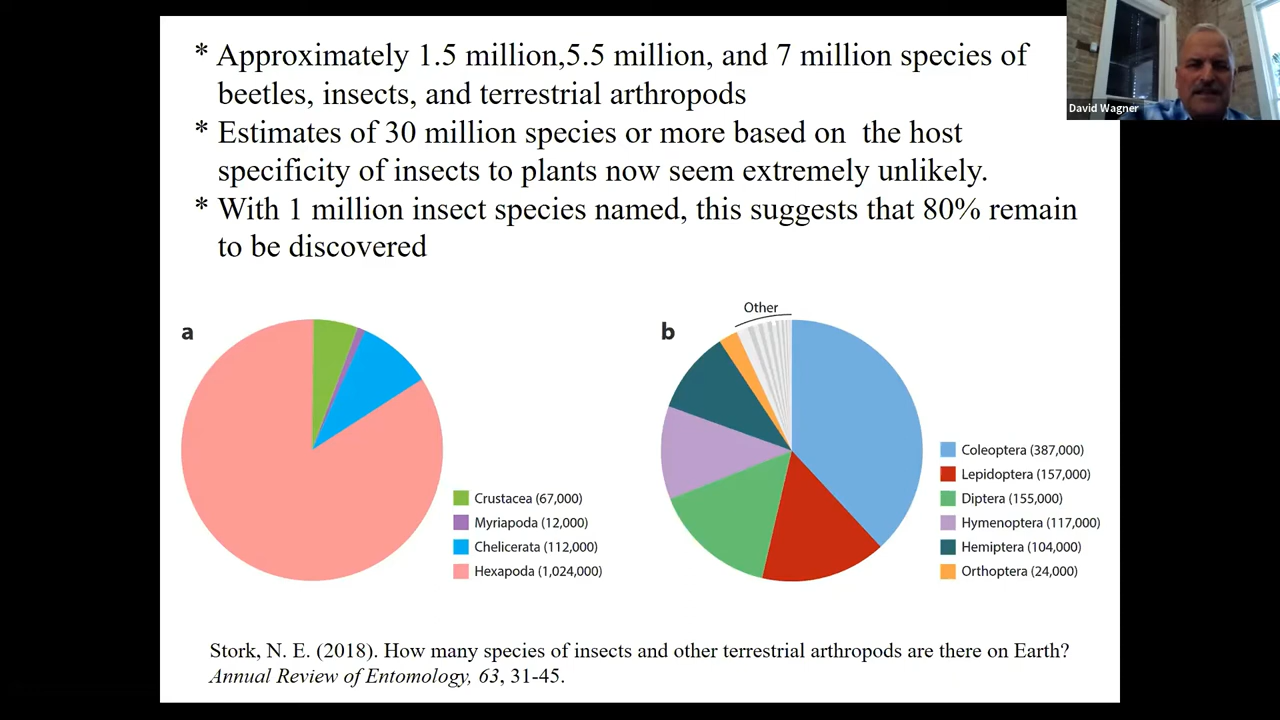 * Approximately 1.5 million,5.5 million, and 7 million species of
beetles, insects, and terrestrial arthropods
* Estimates of 30 million species or more based on  the host
specificity of insects to plants now seem extremely unlikely.
* With 1 million insect species named, this suggests that 80% remain
to be discovered
David Wagner
a
Crustacea (67,000)
Myriapoda (12,000)
Chelicerata (112,000)
Hexapoda (1,024,000)
b
Other
Coleoptera (387,000)
Lepidoptera (157,000)
Diptera (155,000)
Hymenoptera (117,000)
Hemiptera (104,000)
Orthoptera (24,000)
Stork, N. E. (2018). How many species of insects and other terrestrial arthropods are there on Earth?
Annual Review of Entomology, 63, 31-45.